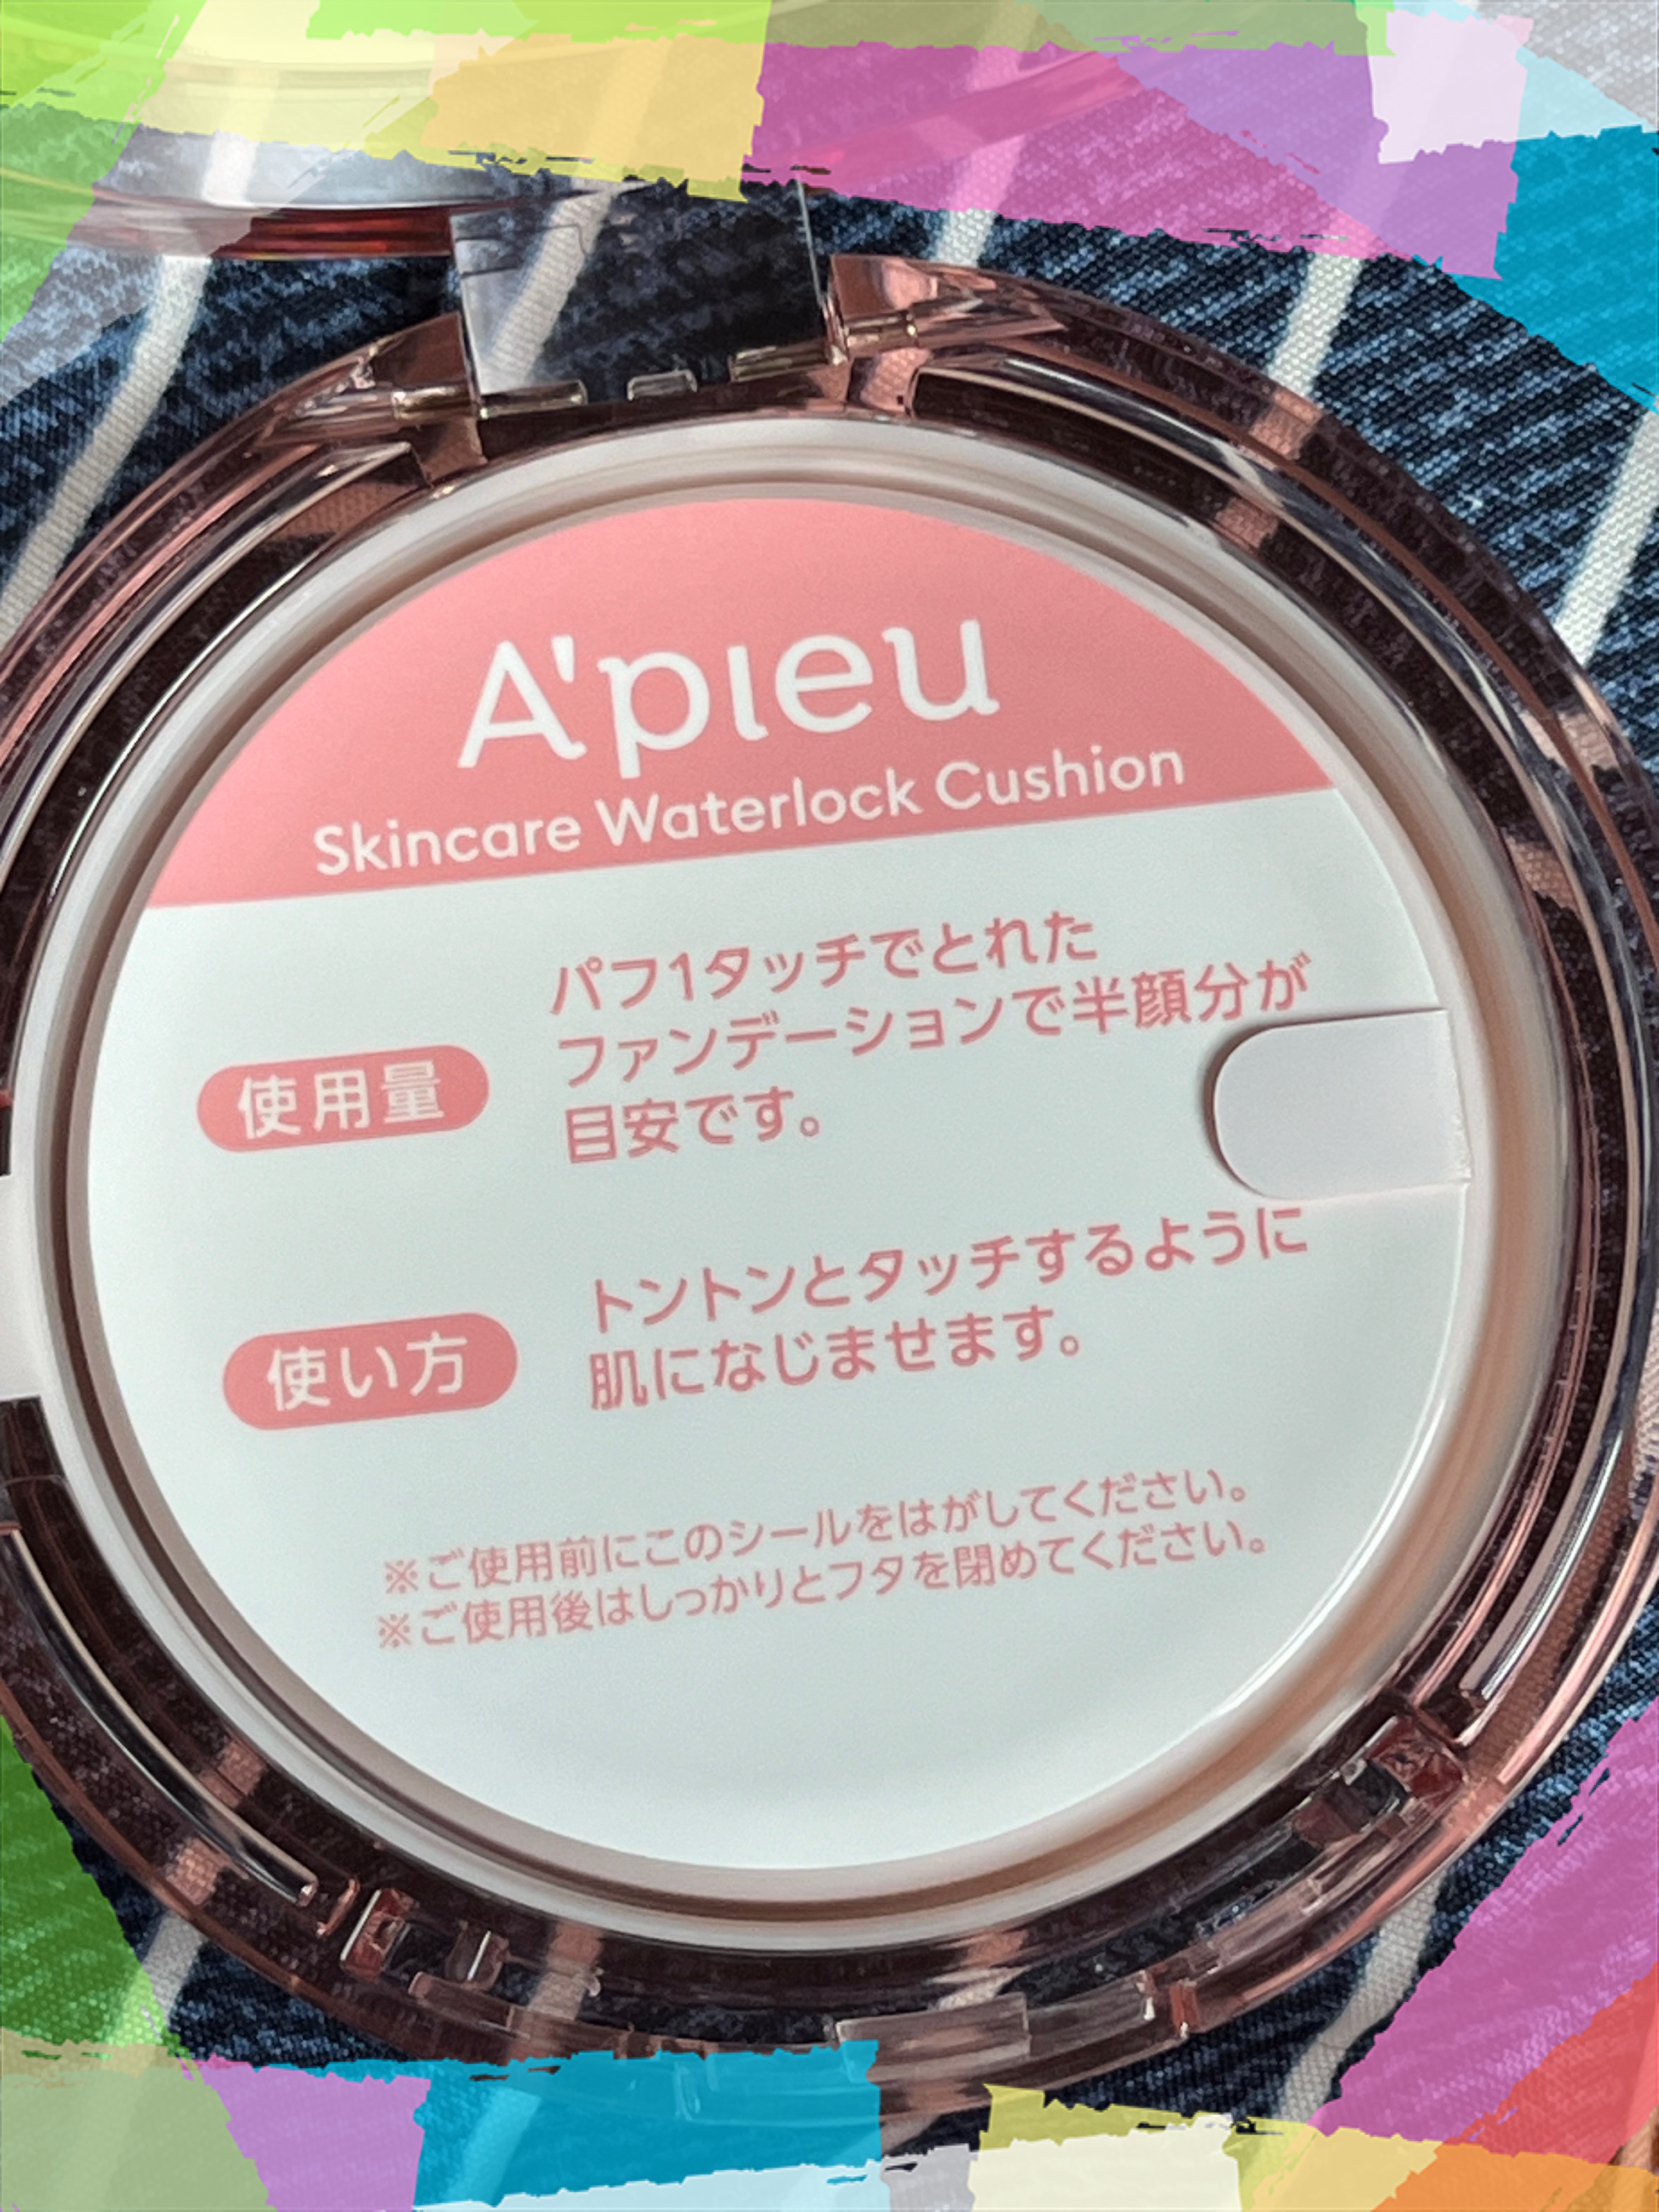 A'pieu
Skincare Waterlock Cushion
使用量
パフ1タッチでとれた
ファンデーションで半顔分が
目安です。
使い方
トントンとタッチするように
肌になじませます。
※ご使用前にこのシールをはがしてください。
※ご使用後はしっかりとフタを閉めてください。